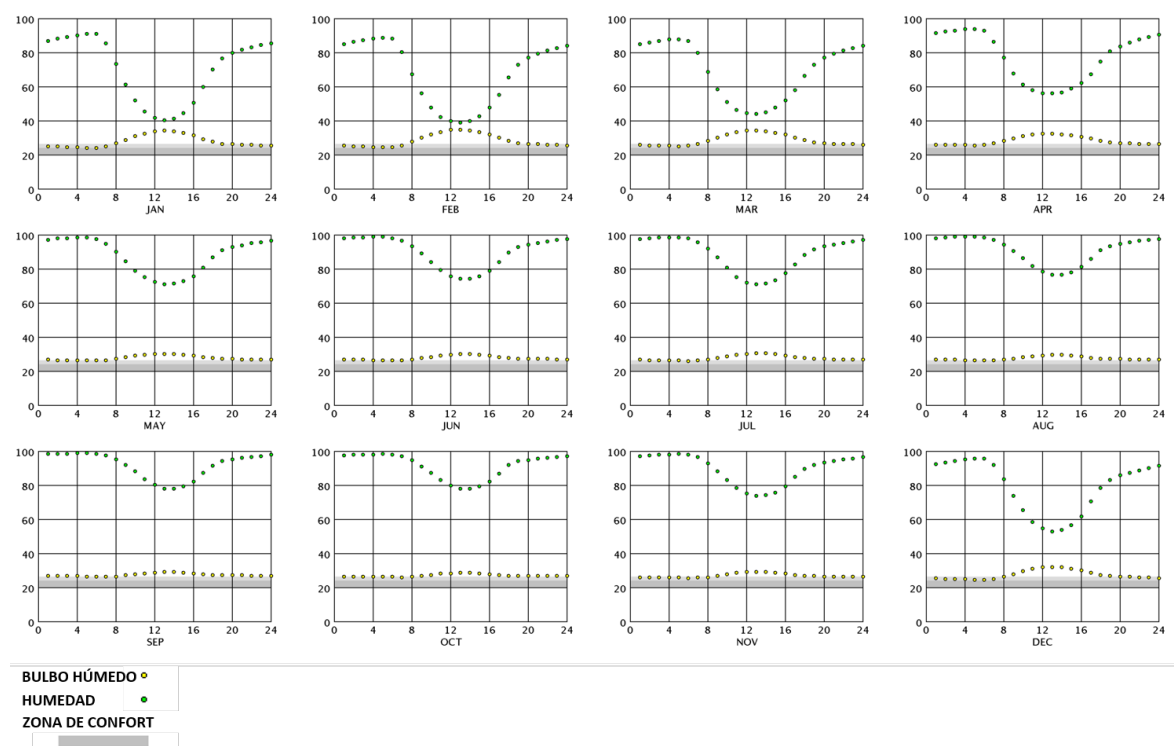 100 100 100 100
80 80 80 80
60 60 60 60
40 40 40 40
20 20 20 20
0 0 0 0
0 4 8 12 16 20 24 0 4 8 12 16 20 24 0 4 8 12 16 20 24 0 4 8 12 16 20 24
JAN FEB MAR APR
100 100 100 100
80 80 80 80
60 60 60 60
40 40 40 40
20 20 20 20
0 0 0 0
0 4 8 12 16 20 24 0 4 8 12 16 20 24 0 4 8 12 16 20 24 0 4 8 12 16 20 24
MAY JUN JUL AUG
100 100 100 100
80 80 80 80
60 60 60 60
40 40 40 40
20 20 20 20
0 0 0 0
0 4 8 12 16 20 24 0 4 8 12 16 20 24 0 4 8 12 16 20 24 0 4 8 12 16 20 24
SEP OCT NOV DEC
BULBO HÚMEDO
HUMEDAD
ZONA DE CONFORT